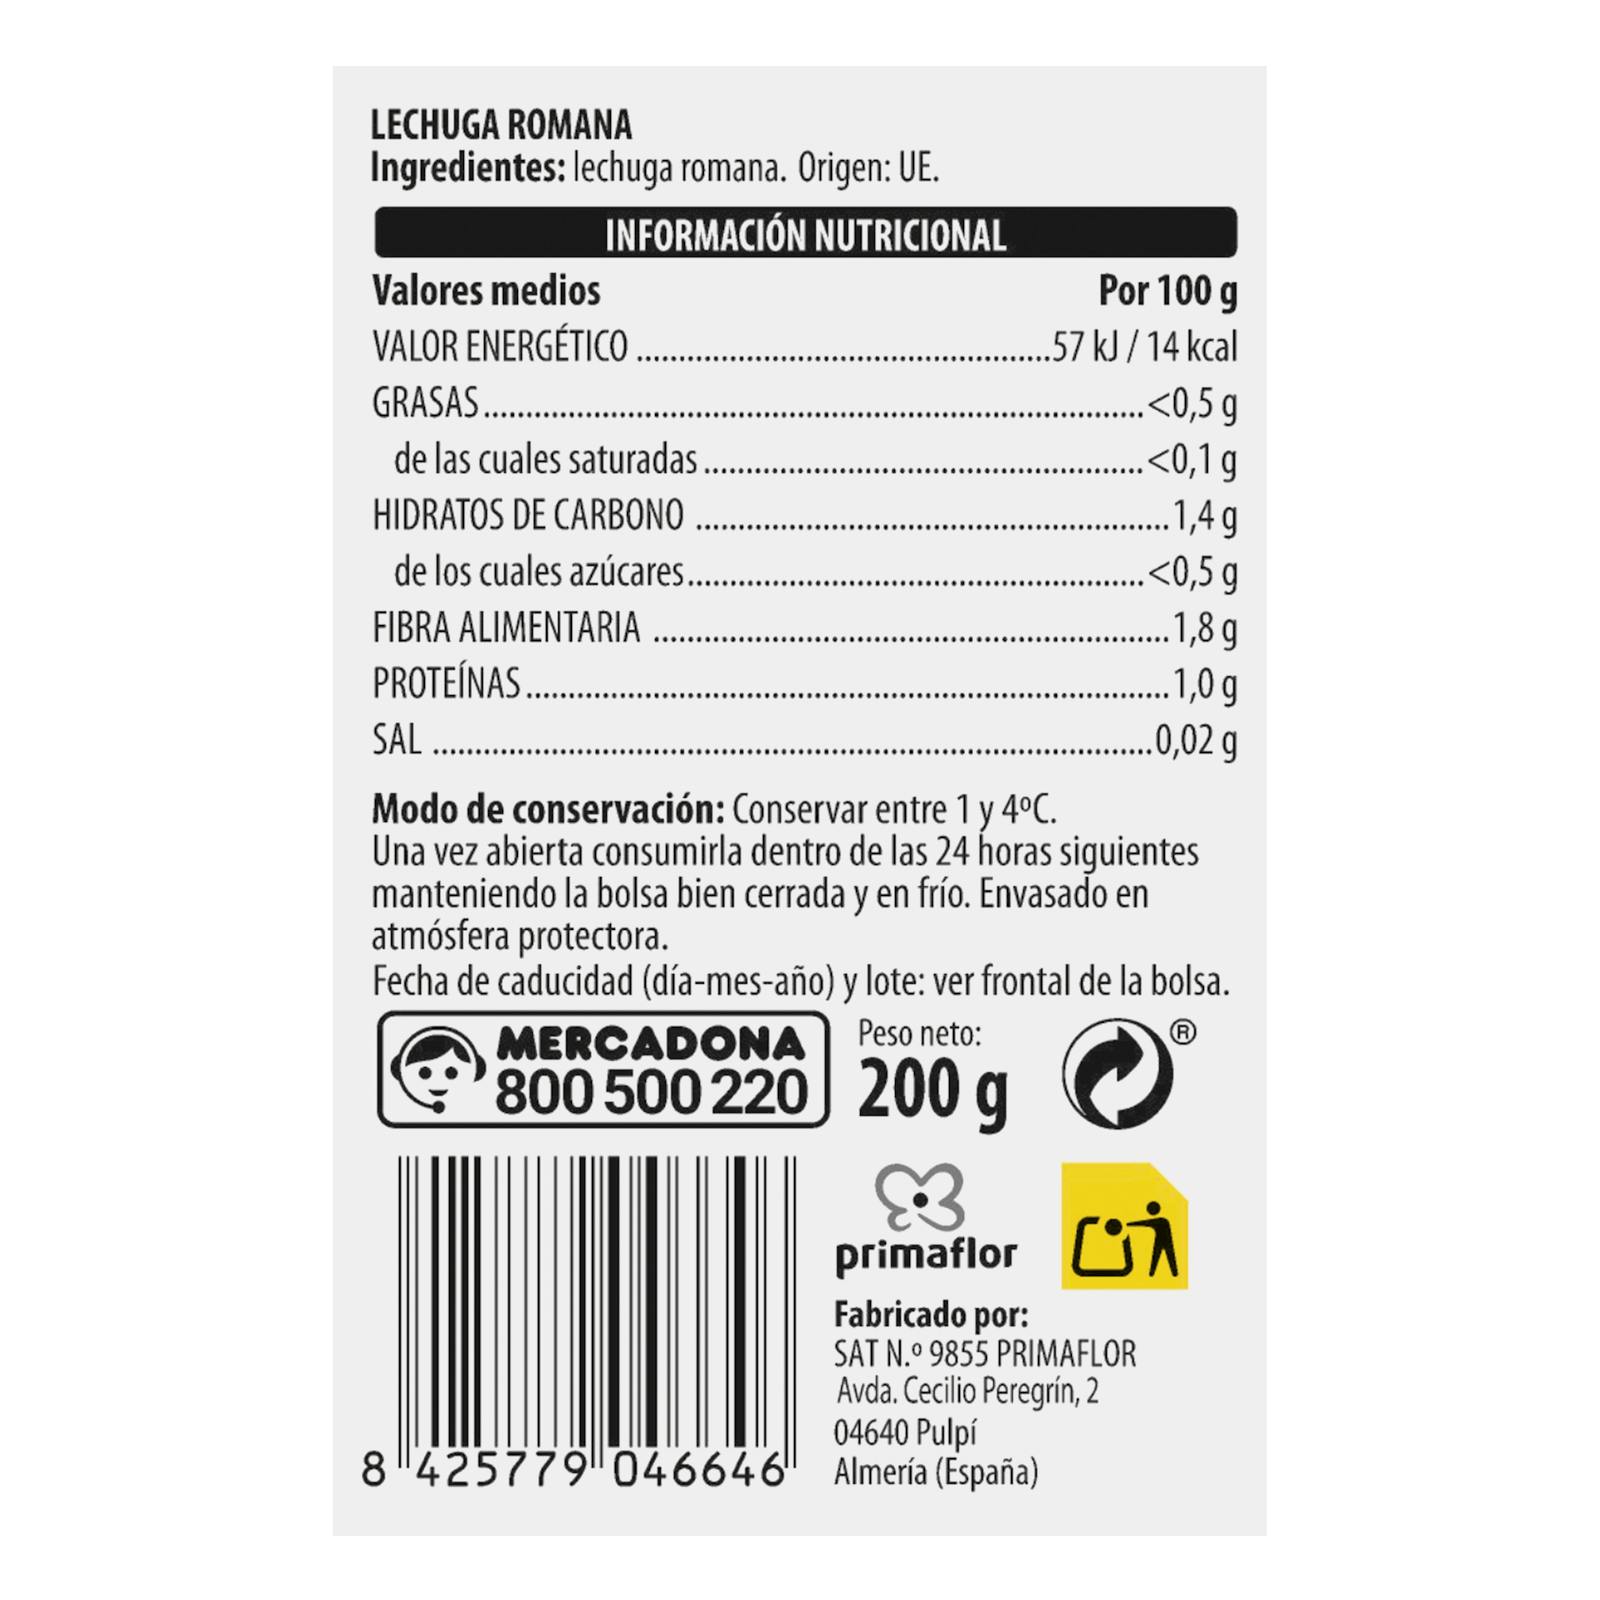 LECHUGA ROMANA
Ingredientes: lechuga romana. Origen: UE.
INFORMACIÓN NUTRICIONAL
Valores medios Por 100 g
VALOR ENERGÉTICO ................................................. 57 kJ / 14 kcal
GRASAS .............................................................................. <0,5 g
de las cuales saturadas .................................................... <0,1 g
HIDRATOS DE CARBONO ........................................................ 1,4 g
de los cuales azúcares ...................................................... <0,5 g
FIBRA ALIMENTARIA ............................................................. 1,8 g
PROTEÍNAS ............................................................................ 1,0 g
SAL ..................................................................................... 0,02 g
Modo de conservación: Conservar entre 1 y 4ºC.
Una vez abierta consumirla dentro de las 24 horas siguientes
manteniendo la bolsa bien cerrada y en frío. Envasado en
atmósfera protectora.
Fecha de caducidad (día-mes-año) y lote: ver frontal de la bolsa.
MERCADONA
800 500 220
Peso neto:
200 g
®
primaflor
Fabricado por:
SAT N.º 9855 PRIMAFLOR
Avda. Cecilio Peregrín, 2
04640 Pulpí
Almería (España)
8 425779 046646